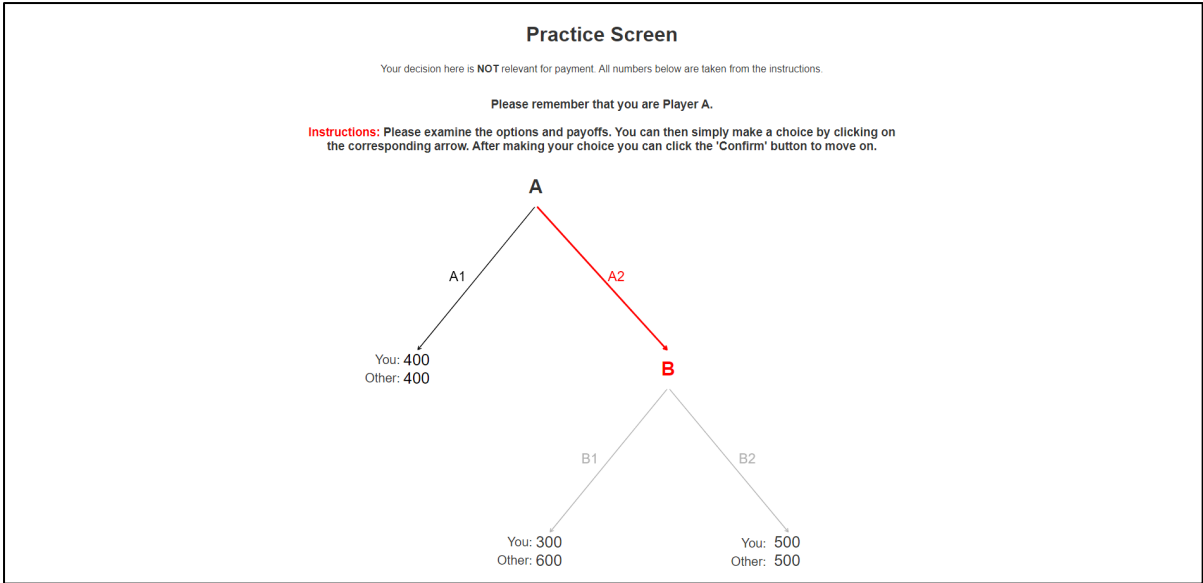 Practice Screen
Your decision here is NOT relevant for payment. All numbers below are taken from the instructions.
Please remember that you are Player A.
Instructions: Please examine the options and payoffs. You can then simply make a choice by clicking on
the corresponding arrow. After making your choice you can click the 'Confirm' button to move on.
A
A1
A2
You: 400
Other: 400
B
B1
B2
You: 300
Other: 600
You: 500
Other: 500